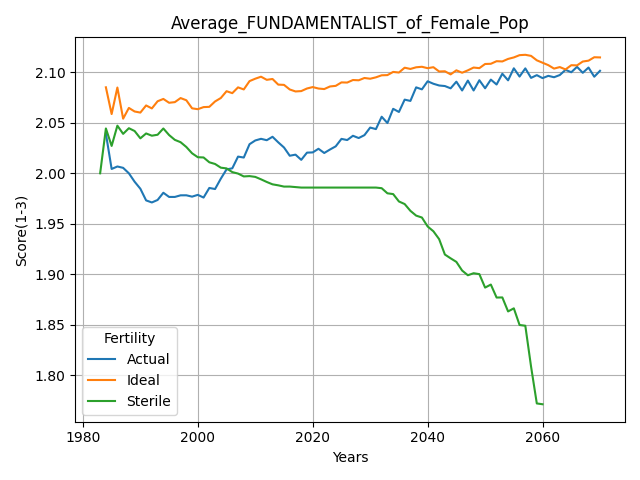 Average_FUNDAMENTALIST_of_Female_Pop
Score(1-3)
2.10
2.05
2.00
1.95
1.90
1.85
1.80
Fertility
Actual
Ideal
Sterile
1980 2000 2020 2040 2060
Years